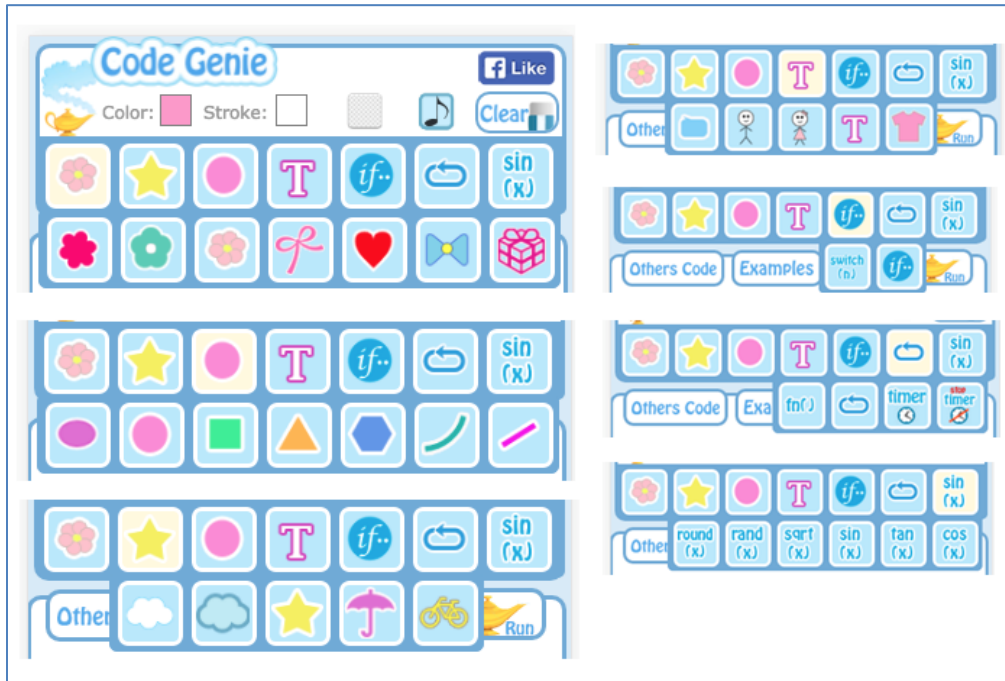 Code Genie
f Like
Color: Stroke: Clear
T if.. sin (x)
T if.. sin (x)
T if.. sin (x)
Other Run
T if.. sin (x)
Other T Run
T if.. sin (x)
Others Code Examples switch (n) if.. Run
T if.. sin (x)
Others Code Exa fn() timer stop timer
T if.. sin (x)
Other round (x) rand (x) sqrt (x) sin (x) tan (x) cos (x)